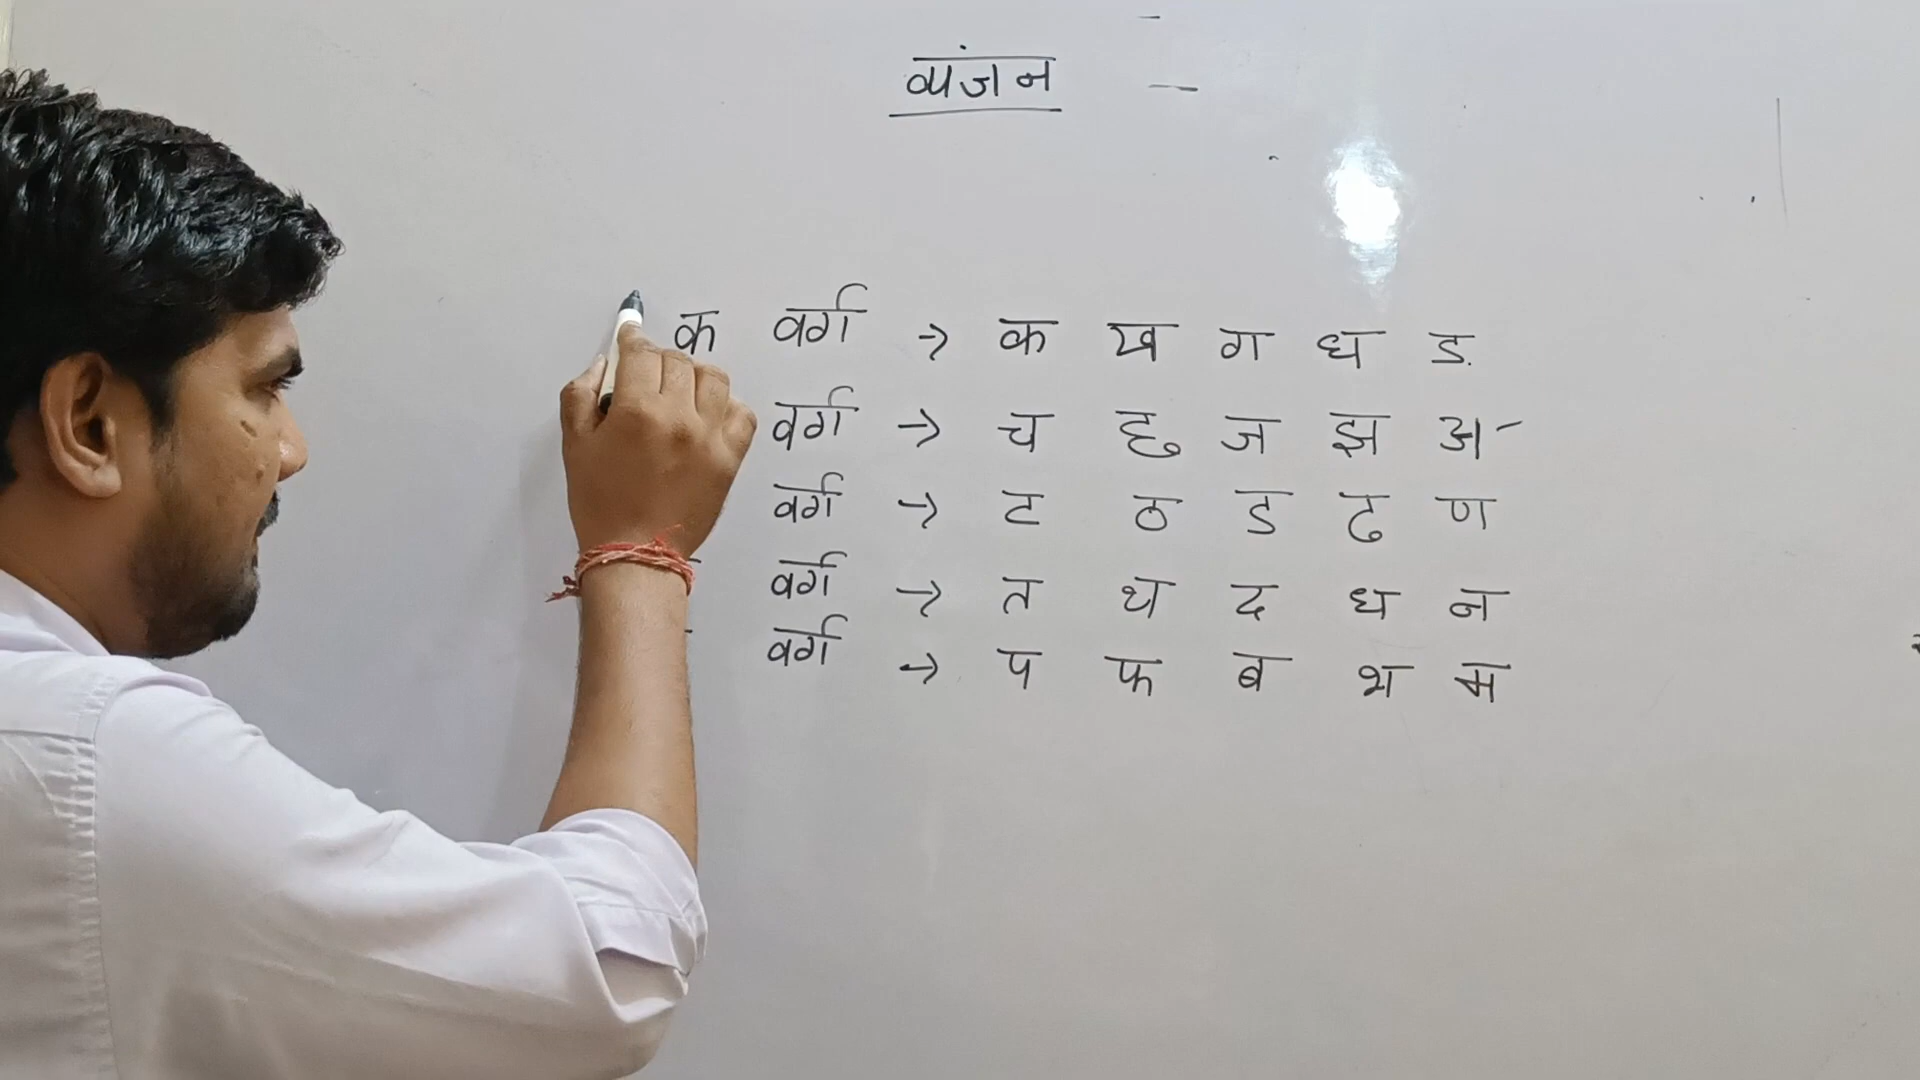 व्यंजन -
क वर्ग → क ख ग घ ङ
वर्ग → च छ ज झ ञ
वर्ग → ट ठ ड ढ ण
वर्ग → त थ द ध न
वर्ग → प फ ब भ म